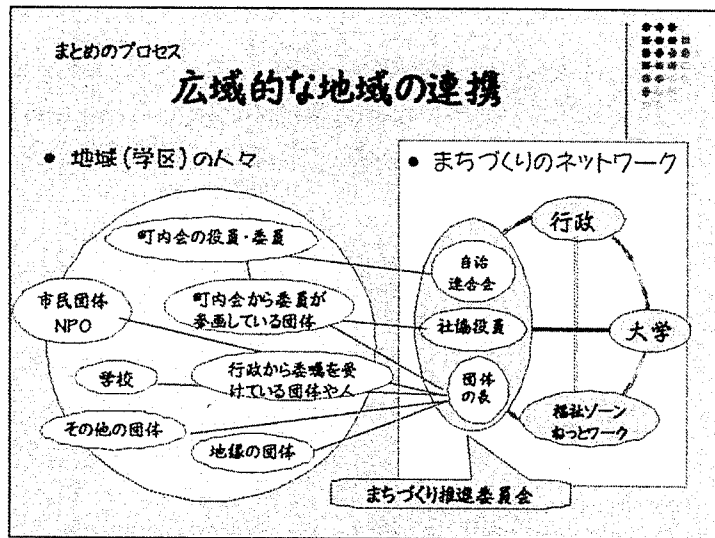 まとめのプロセス
広域的な地域の連携
• 地域(学区)の人々
町内会の役員・委員
市民団体
NPO
町内会から委員が
参画している団体
学校
行政から委嘱を受
けている団体や人
その他の団体
地縁の団体
• まちづくりのネットワーク
行政
自治
連合会
社協役員
大学
団体
の長
福祉ゾーン
ねっとワーク
まちづくり推進委員会